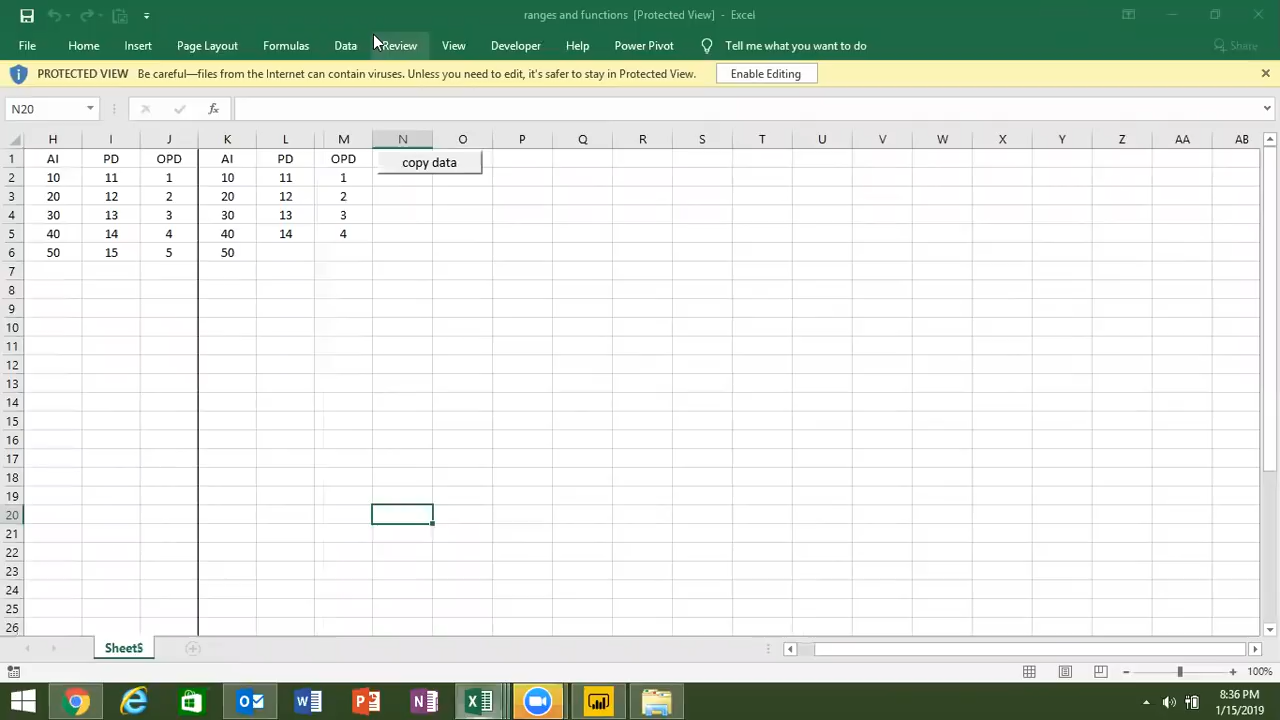 ranges and functions [Protected View] - Excel
File Home Insert Page Layout Formulas Data Review View Developer Help Power Pivot Tell me what you want to do Share
PROTECTED VIEW Be careful—files from the Internet can contain viruses. Unless you need to edit, it's safer to stay in Protected View. Enable Editing
N20 fx
H I J K L M N O P Q R S T U V W X Y Z AA AB
1 AI PD OPD AI PD OPD copy data
2 10 11 1 10 11 1
3 20 12 2 20 12 2
4 30 13 3 30 13 3
5 40 14 4 40 14 4
6 50 15 5 50
7
8
9
10
11
12
13
14
15
16
17
18
19
20
21
22
23
24
25
26
Sheet5
100%
8:36 PM
1/15/2019